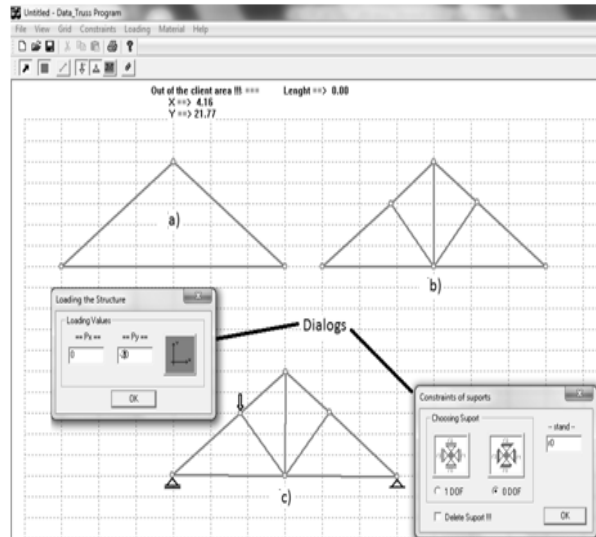 Untitled - Data_Truss Program
File View Grid Constraints Loading Material Help
Out of the client area !!! === Lenght ==> 0.00
X ==> 4.16
Y ==> 21.77
a)
b)
Loading the Structure
Loading Values
== Px == == Py ==
0
OK
Dialogs
Constraints of suports
Choosing Suport
-- stand --
1 DOF 0 DOF
Delete Suport !!!
OK
c)